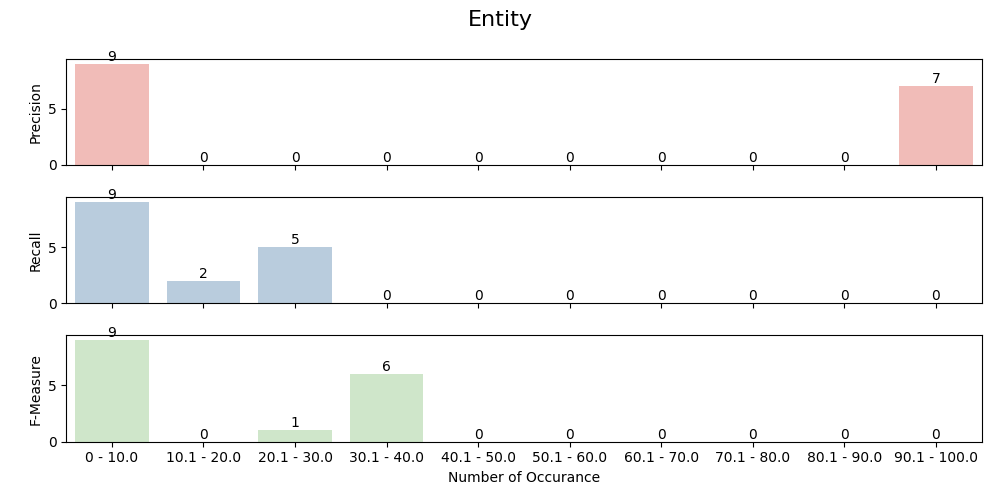 Entity
Precision
5
0
9 0 0 0 0 0 0 0 0 7
Recall
5
0
9 2 5 0 0 0 0 0 0 0
F-Measure
5
0
9 0 1 6 0 0 0 0 0 0
0 - 10.0 10.1 - 20.0 20.1 - 30.0 30.1 - 40.0 40.1 - 50.0 50.1 - 60.0 60.1 - 70.0 70.1 - 80.0 80.1 - 90.0 90.1 - 100.0
Number of Occurance